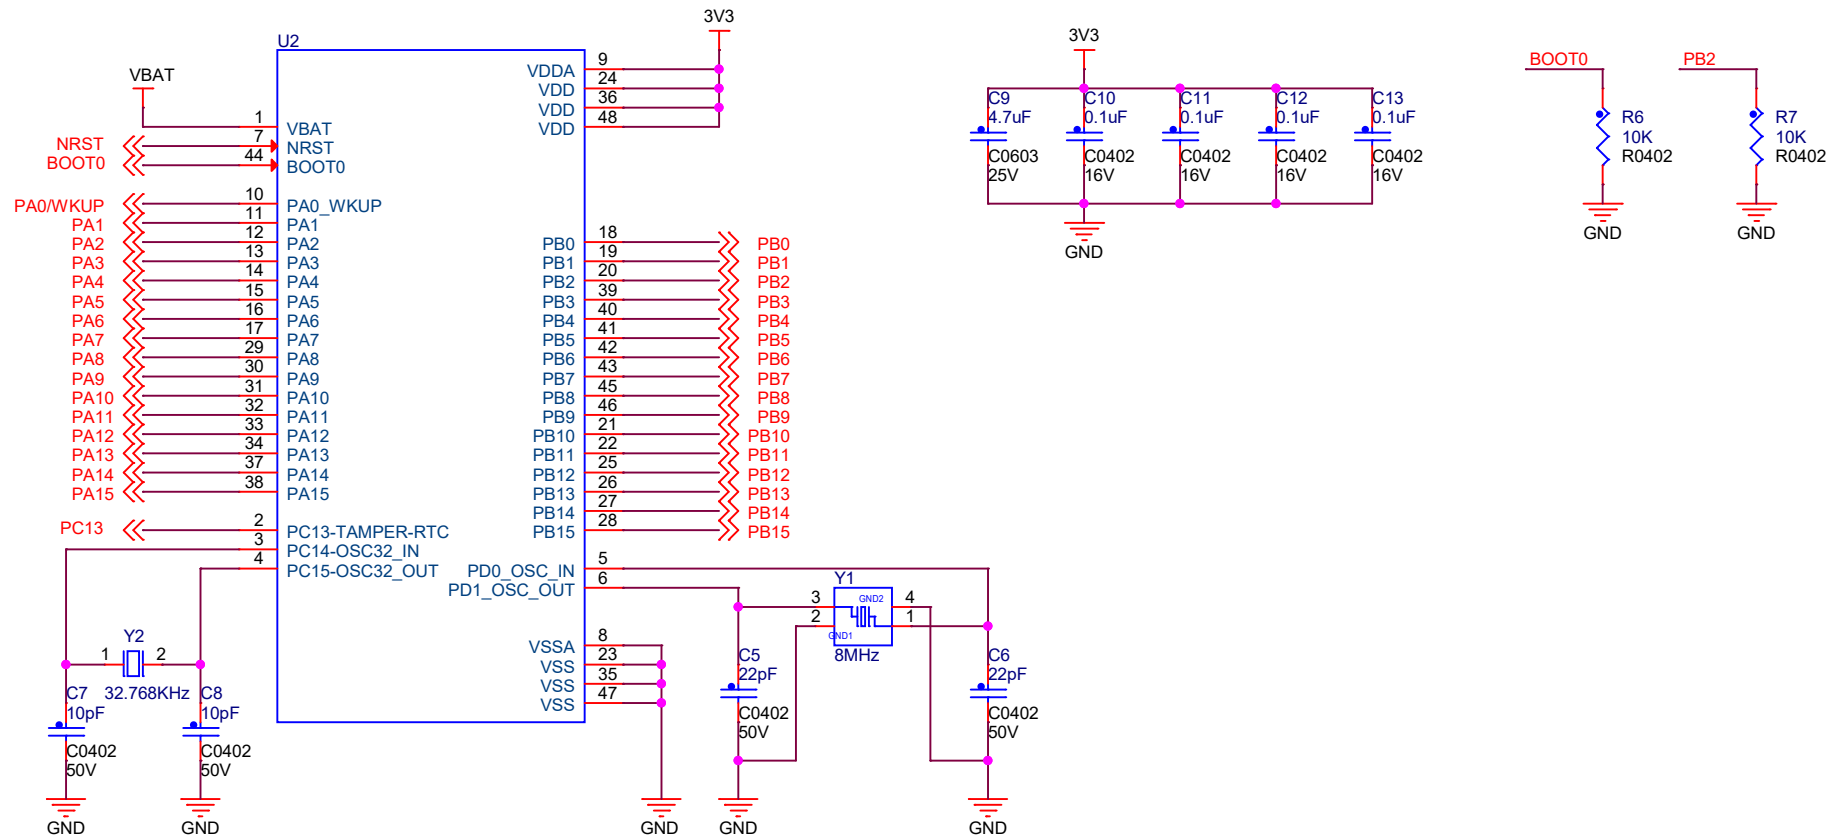 U2
VBAT
3V3
1 VBAT
NRST 7 NRST
BOOT0 44 BOOT0
PA0/WKUP 10 PA0_WKUP
PA1 11 PA1
PA2 12 PA2
PA3 13 PA3
PA4 14 PA4
PA5 15 PA5
PA6 16 PA6
PA7 17 PA7
PA8 29 PA8
PA9 30 PA9
PA10 31 PA10
PA11 32 PA11
PA12 33 PA12
PA13 34 PA13
PA14 37 PA14
PA15 38 PA15
PC13 2 PC13-TAMPER-RTC
3 PC14-OSC32_IN
4 PC15-OSC32_OUT
VDDA 9
VDD 24
VDD 36
VDD 48
PB0 18 PB0
PB1 19 PB1
PB2 20 PB2
PB3 39 PB3
PB4 40 PB4
PB5 41 PB5
PB6 42 PB6
PB7 43 PB7
PB8 45 PB8
PB9 46 PB9
PB10 21 PB10
PB11 22 PB11
PB12 25 PB12
PB13 26 PB13
PB14 27 PB14
PB15 28 PB15
PD0_OSC_IN 5
PD1_OSC_OUT 6
VSSA 8
VSS 23
VSS 35
VSS 47
GND
Y2
1 2
32.768KHz
C7
10pF
C0402
50V
GND
C8
10pF
C0402
50V
GND
Y1
3 GND2 4
2 1
GND1
8MHz
C5
22pF
C0402
50V
GND
C6
22pF
C0402
50V
GND
3V3
C9
4.7uF
C0603
25V
C10
0.1uF
C0402
16V
C11
0.1uF
C0402
16V
C12
0.1uF
C0402
16V
C13
0.1uF
C0402
16V
GND
BOOT0
R6
10K
R0402
GND
PB2
R7
10K
R0402
GND